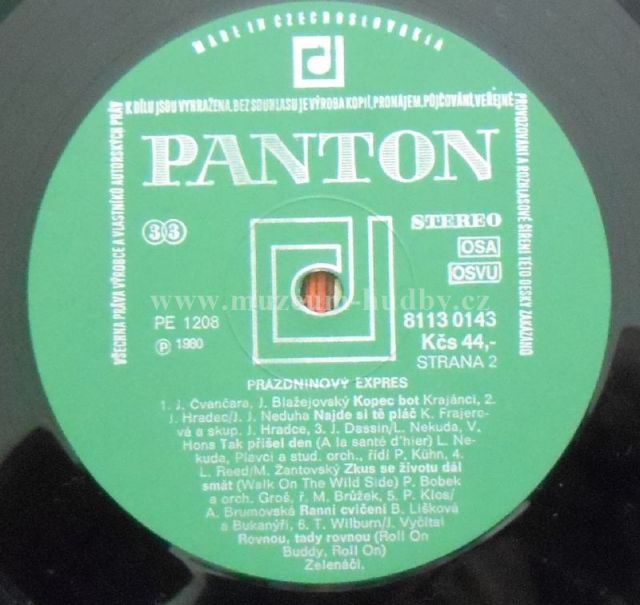 MADE IN CZECHOSLOVAKIA
VŠECHNA PRÁVA VÝROBCE A VLASTNÍKŮ AUTORSKÝCH PRÁV
K DÍLU JSOU VYHRAŽENA. BEZ SOUHLASU JE VÝROBA KOPIÍ, PRONÁJEM, PŮJČOVÁNÍ, VEŘEJNÉ
PROVOZOVÁNÍ A ROZHLASOVÉ ŠÍŘENÍ TÉTO DESKY ZAKÁZÁNO
PANTON
33
STEREO
OSA
OSVU
www.muzeum-hudby.cz
PE 1208
8113 0143
℗ 1980
Kčs 44,-
STRANA 2
PRÁZDNINOVÝ EXPRES
1. J. Čvančara, J. Blažejovský Kopec bot Krajánci, 2.
J. Hradec/J. J. Neduha Najde si tě pláč K. Frajero-
vá a skup. J. Hradce, 3. J. Dassin/L. Nekuda, V.
Hons Tak přišel den (A la santé d'hier) L. Ne-
kuda, Plavci a stud. orch., řídí P. Kühn, 4.
L. Reed/M. Žantovský Zkus se životu dál
smát (Walk On The Wild Side) P. Bobek
a orch. Groš, ř. M. Brůžek, 5. P. Klos/
A. Brumovská Ranní cvičení B. Lišková
a Bukanýři, 6. T. Wilburn/J. Vyčítal
Rovnou, tady rovnou (Roll On
Buddy, Roll On)
Zelenáči.